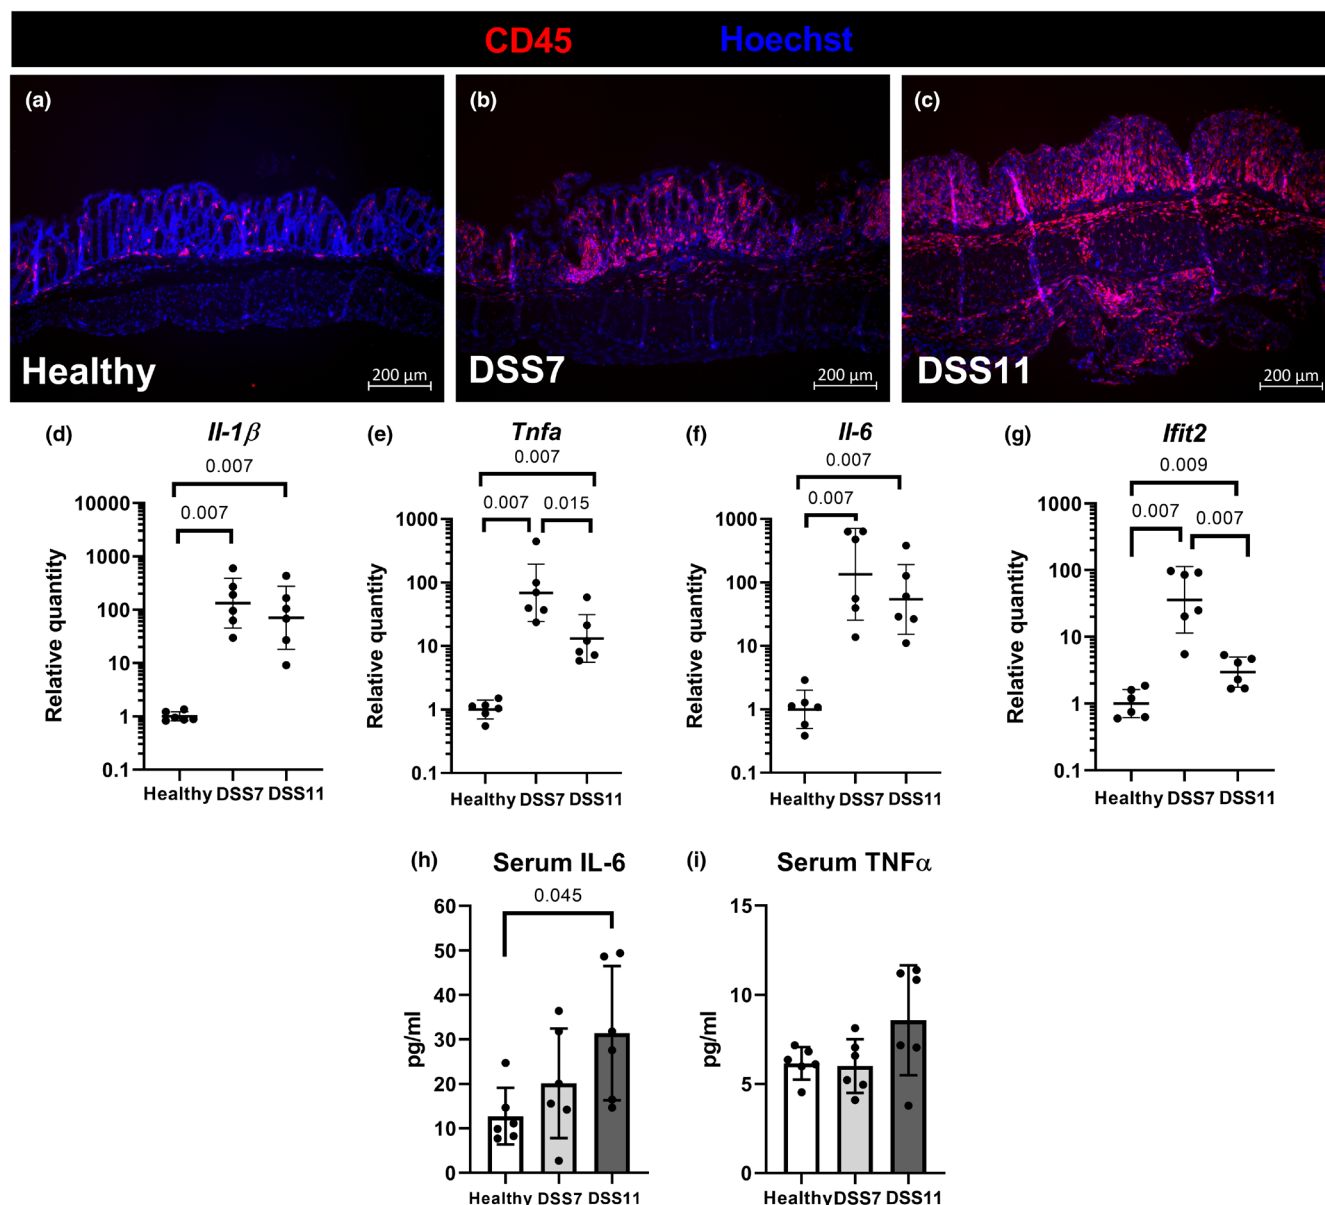 CD45 Hoechst
(a) (b) (c)
Healthy DSS7 DSS11
200 µm 200 µm 200 µm
(d) Il-1β
0.007
0.007
10000
1000
100
10
1
0.1
Relative quantity
Healthy DSS7 DSS11
(e) Tnfa
0.007
0.007 0.015
1000
100
10
1
0.1
Relative quantity
Healthy DSS7 DSS11
(f) Il-6
0.007
0.007
1000
100
10
1
0.1
Relative quantity
Healthy DSS7 DSS11
(g) Ifit2
0.009
0.007 0.007
1000
100
10
1
0.1
Relative quantity
Healthy DSS7 DSS11
(h) Serum IL-6
0.045
60
50
40
30
20
10
0
pg/ml
Healthy DSS7 DSS11
(i) Serum TNFα
15
10
5
0
pg/ml
Healthy DSS7 DSS11